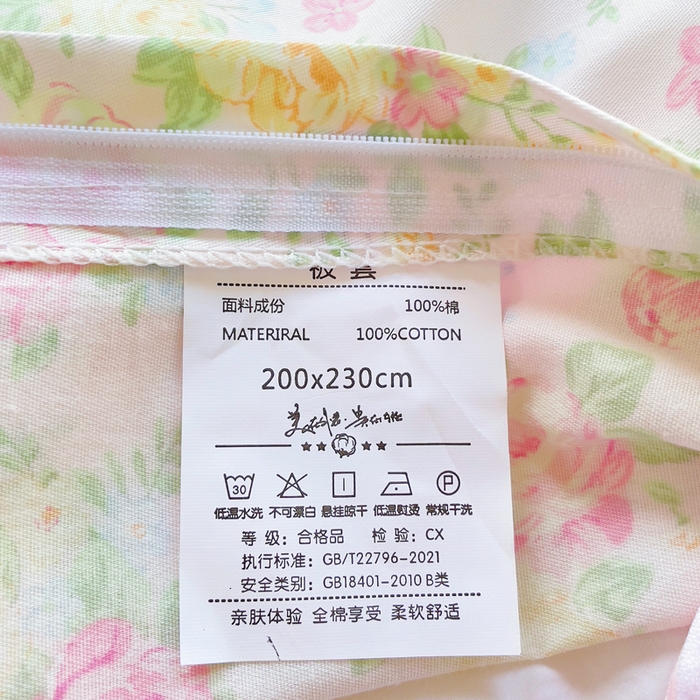 被套
面料成份 100%棉
MATERIRAL 100%COTTON
200x230cm
30 P
低温水洗 不可漂白 悬挂晾干 低温熨烫 常规干洗
等 级：合格品 检 验：CX
执行标准：GB/T22796-2021
安全类别：GB18401-2010 B类
亲肤体验 全棉享受 柔软舒适